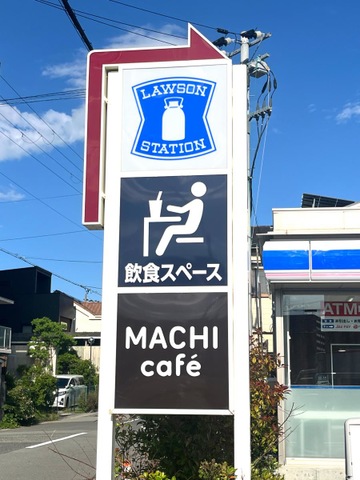 LAWSON
STATION
飲食スペース
MACHI
café
ATM